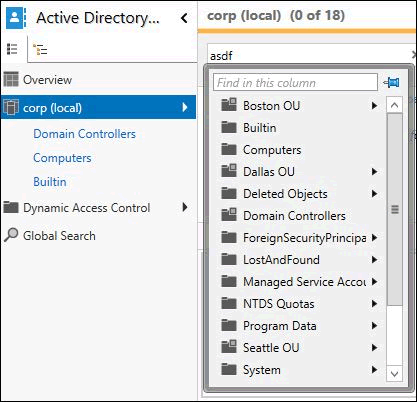 Active Directory...
corp (local) (0 of 18)
Overview
corp (local)
Domain Controllers
Computers
Builtin
Dynamic Access Control
Global Search
asdf
Find in this column
Boston OU
Builtin
Computers
Dallas OU
Deleted Objects
Domain Controllers
ForeignSecurityPrincipa
LostAndFound
Managed Service Accou
NTDS Quotas
Program Data
Seattle OU
System